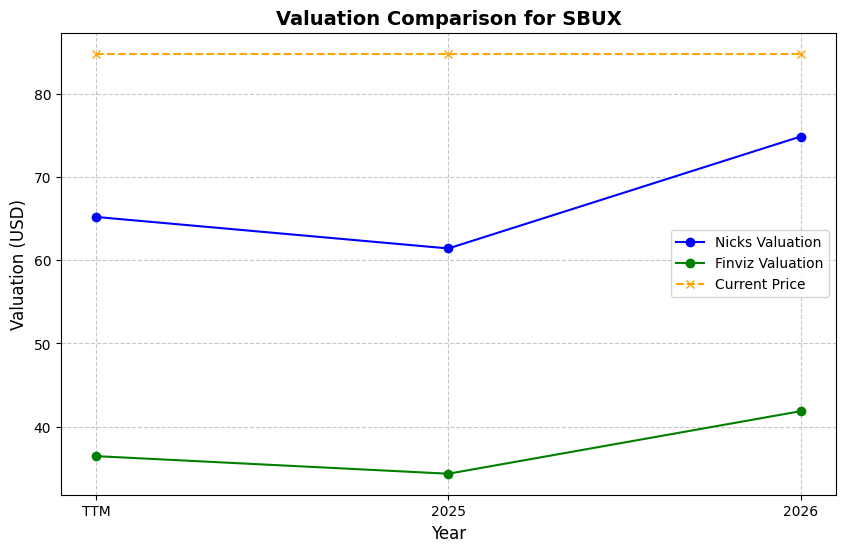 Valuation Comparison for SBUX
Valuation (USD)
80
70
60
50
40
Nicks Valuation
Finviz Valuation
Current Price
TTM
2025
2026
Year